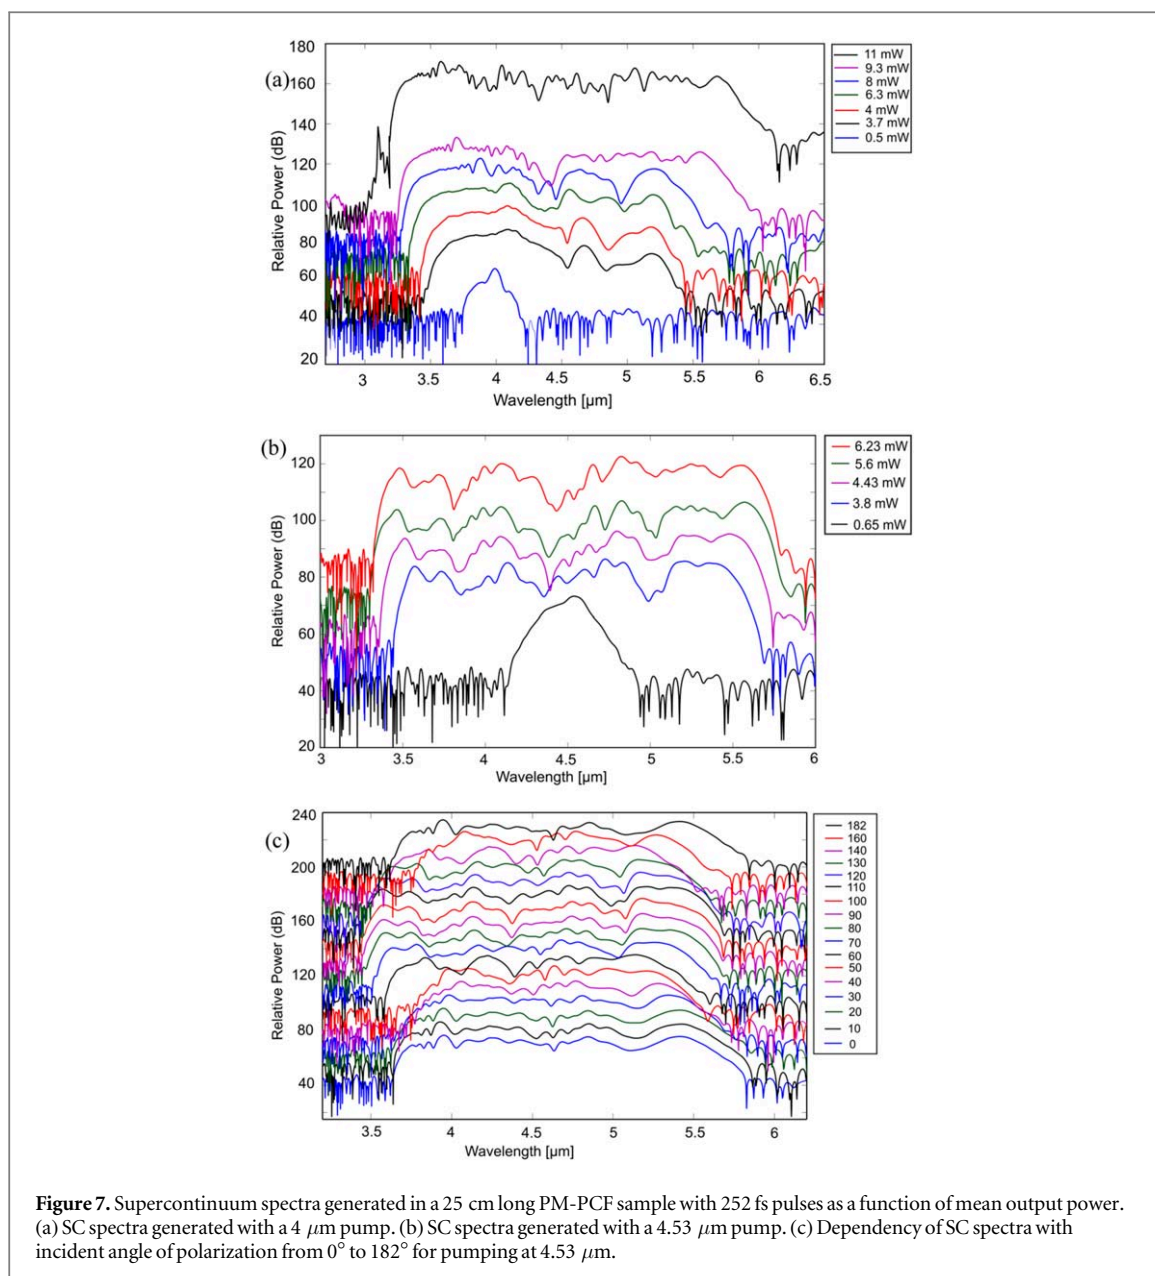 (a)
180
160
140
120
100
80
60
40
20
Relative Power (dB)
3
3.5
4
4.5
5
5.5
6
6.5
Wavelength [µm]
11 mW
9.3 mW
8 mW
6.3 mW
4 mW
3.7 mW
0.5 mW
(b)
120
100
80
60
40
20
Relative Power (dB)
3
3.5
4
4.5
5
5.5
6
Wavelength [µm]
6.23 mW
5.6 mW
4.43 mW
3.8 mW
0.65 mW
(c)
240
200
160
120
80
40
Relative Power (dB)
3.5
4
4.5
5
5.5
6
Wavelength [µm]
182
160
140
130
120
110
100
90
80
70
60
50
40
30
20
10
0
Figure 7. Supercontinuum spectra generated in a 25 cm long PM-PCF sample with 252 fs pulses as a function of mean output power.
(a) SC spectra generated with a 4 μm pump. (b) SC spectra generated with a 4.53 μm pump. (c) Dependency of SC spectra with
incident angle of polarization from 0° to 182° for pumping at 4.53 μm.